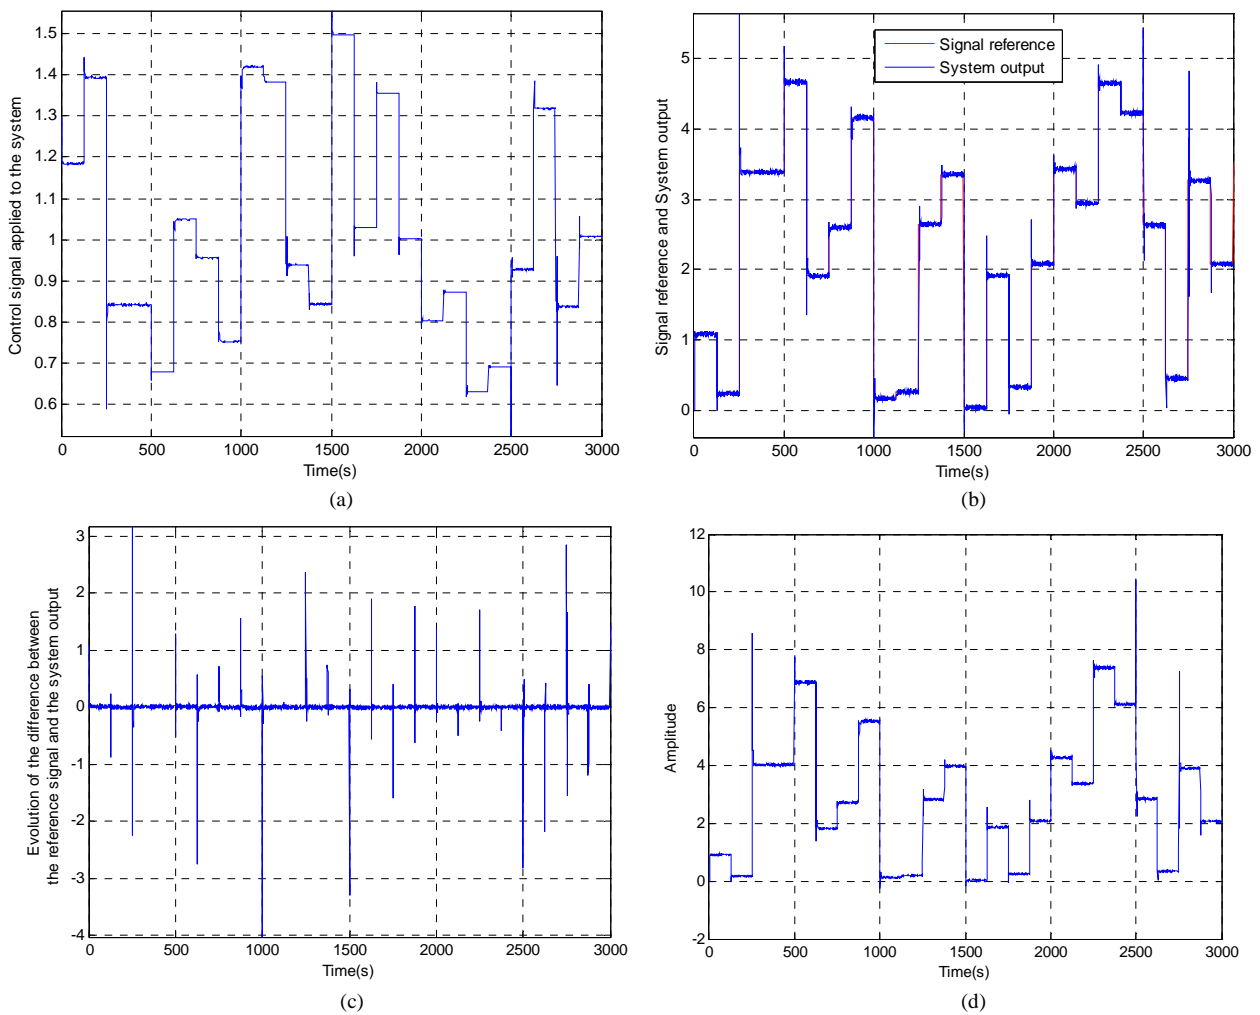 1.5
1.4
1.3
1.2
1.1
1
0.9
0.8
0.7
0.6
Control signal applied to the system
0 500 1000 1500 2000 2500 3000
Time(s)
(a)
5
4
3
2
1
0
Signal reference and System output
Signal reference
System output
0 500 1000 1500 2000 2500 3000
Time(s)
(b)
3
2
1
0
-1
-2
-3
-4
Evolution of the difference between
the reference signal and the system output
0 500 1000 1500 2000 2500 3000
Time(s)
(c)
12
10
8
6
4
2
0
-2
Amplitude
0 500 1000 1500 2000 2500 3000
Time(s)
(d)